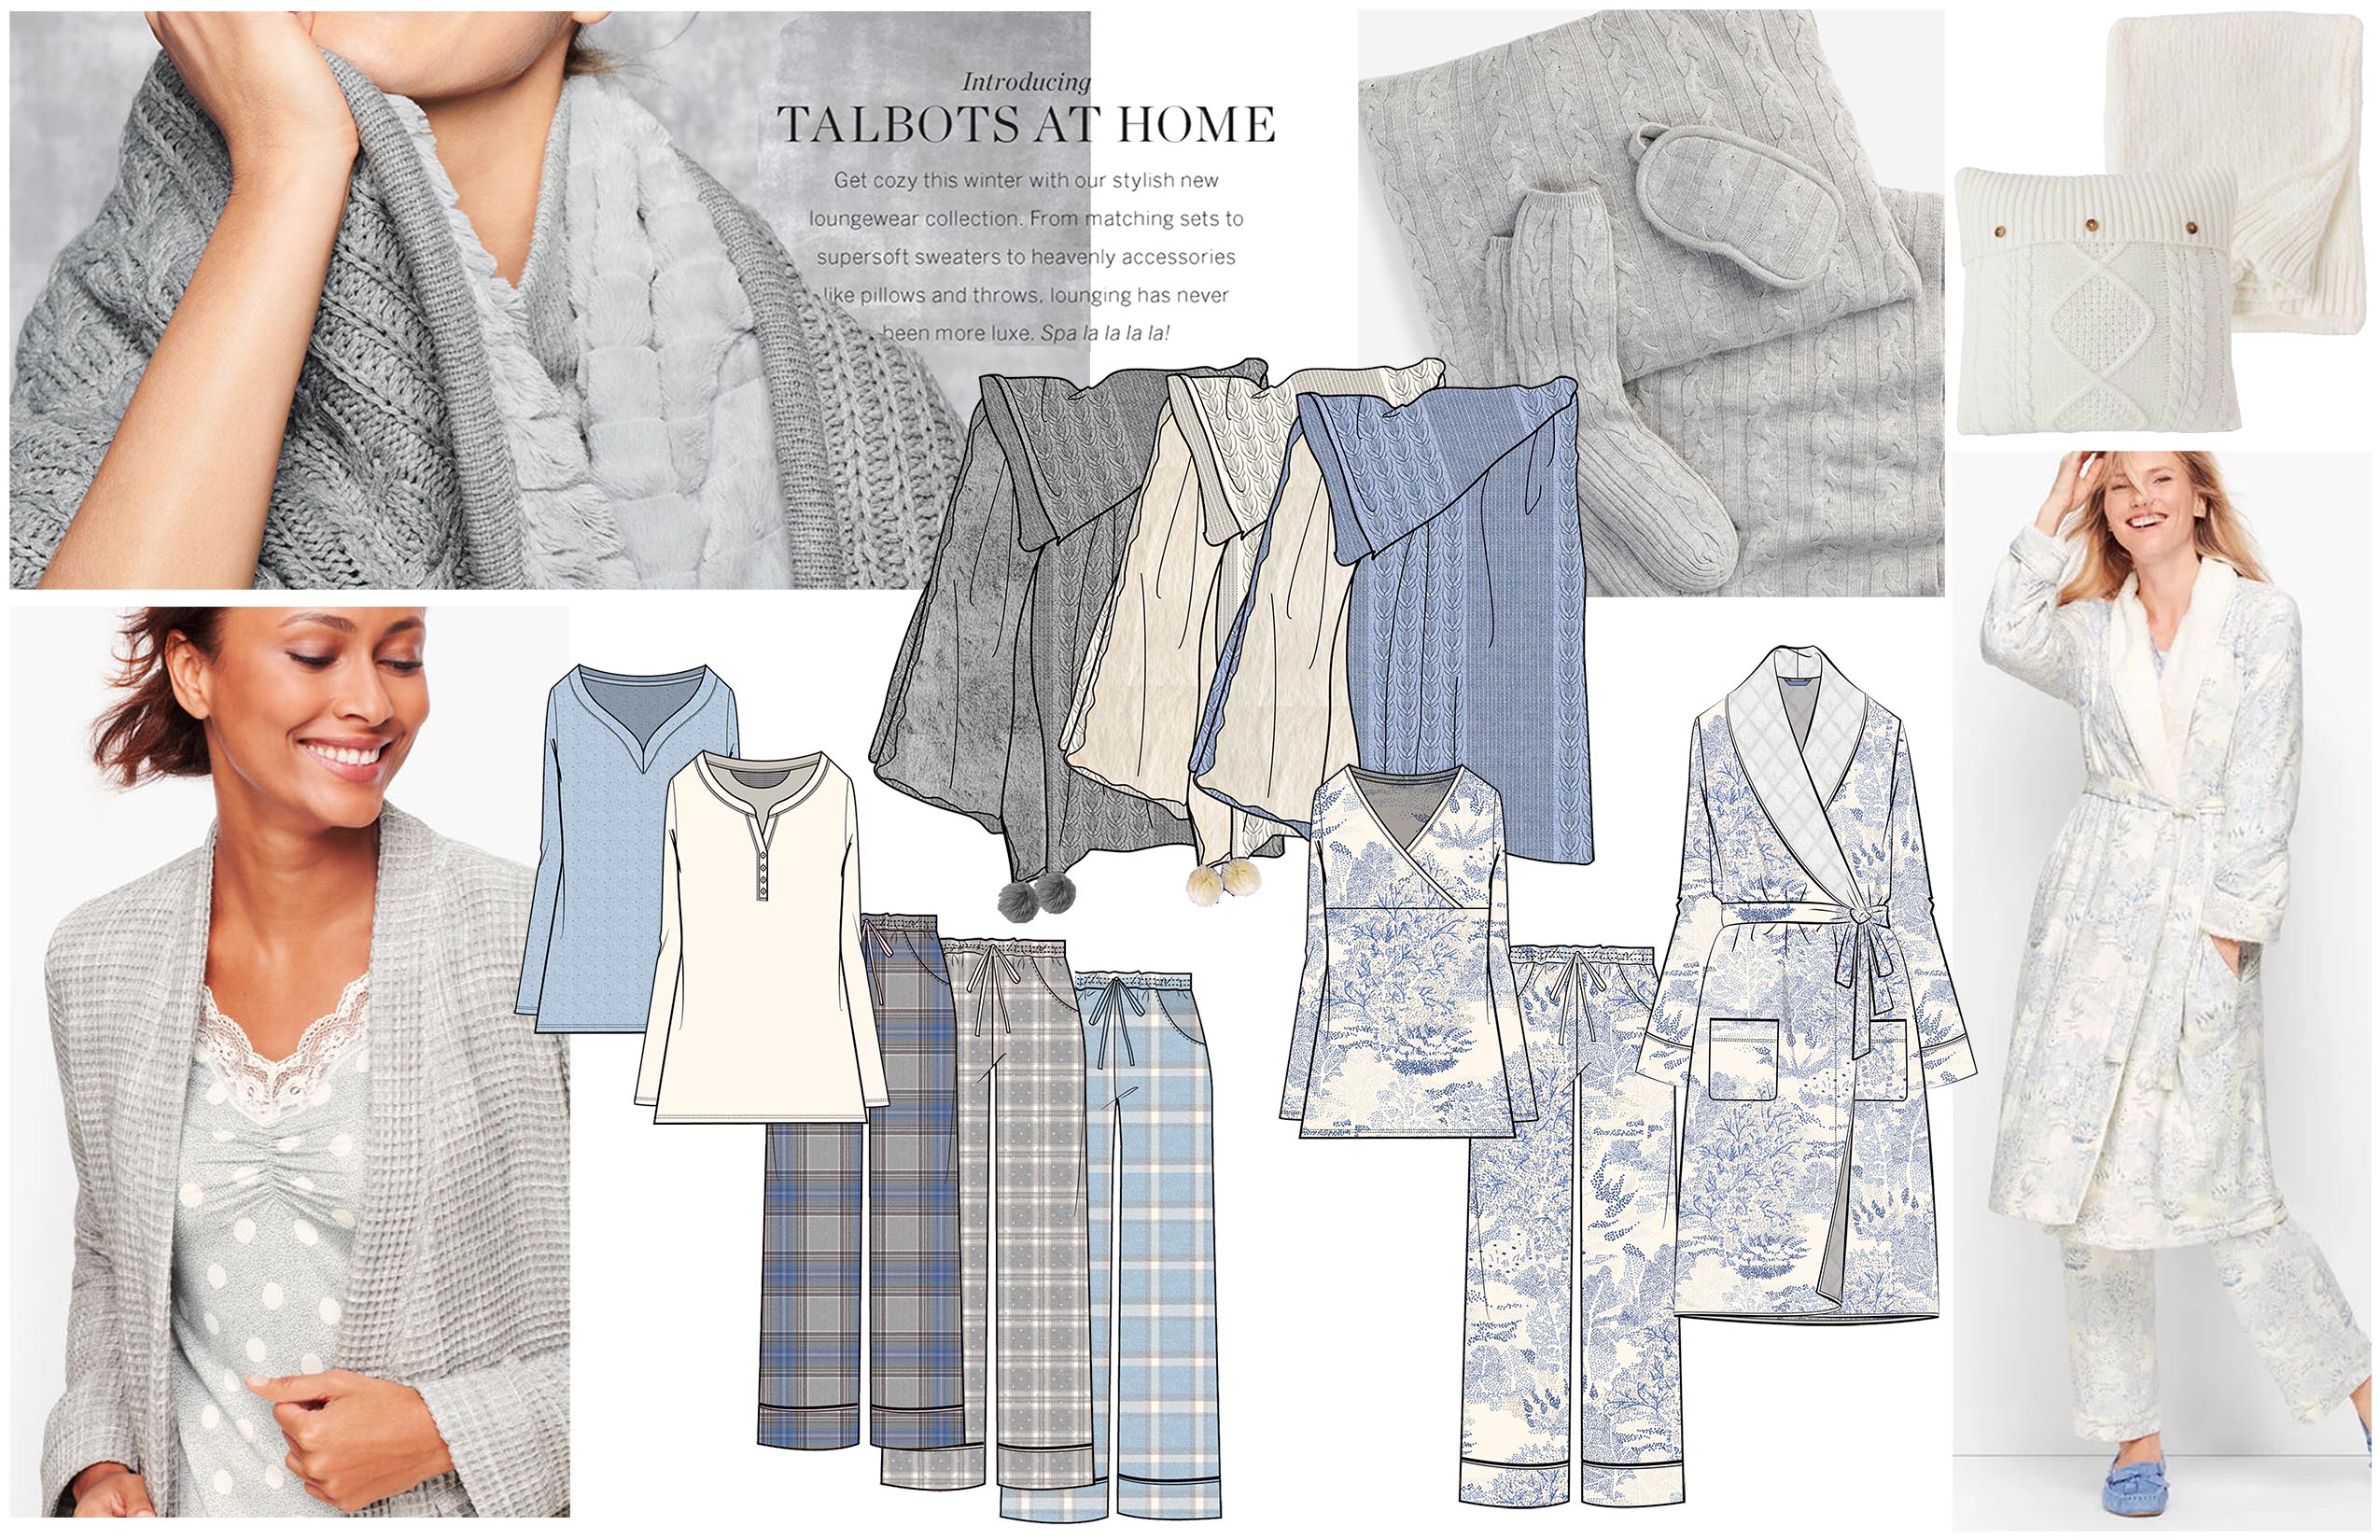 Introducing
TALBOTS AT HOME
Get cozy this winter with our stylish new
loungewear collection. From matching sets to
supersoft sweaters to heavenly accessories
like pillows and throws, lounging has never
been more luxe. Spa la la la la!